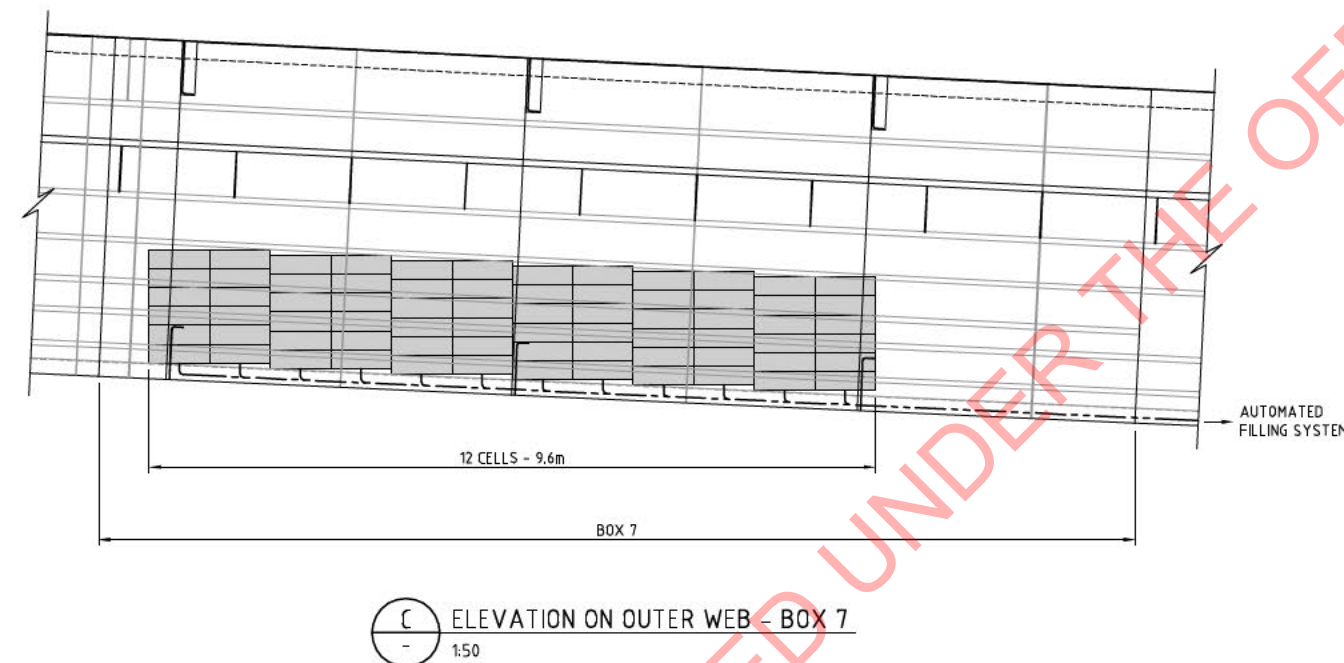 AUTOMATED
FILLING SYSTEM
12 CELLS - 9.6m
BOX 7
C
-
ELEVATION ON OUTER WEB - BOX 7
1:50
UNDER THE